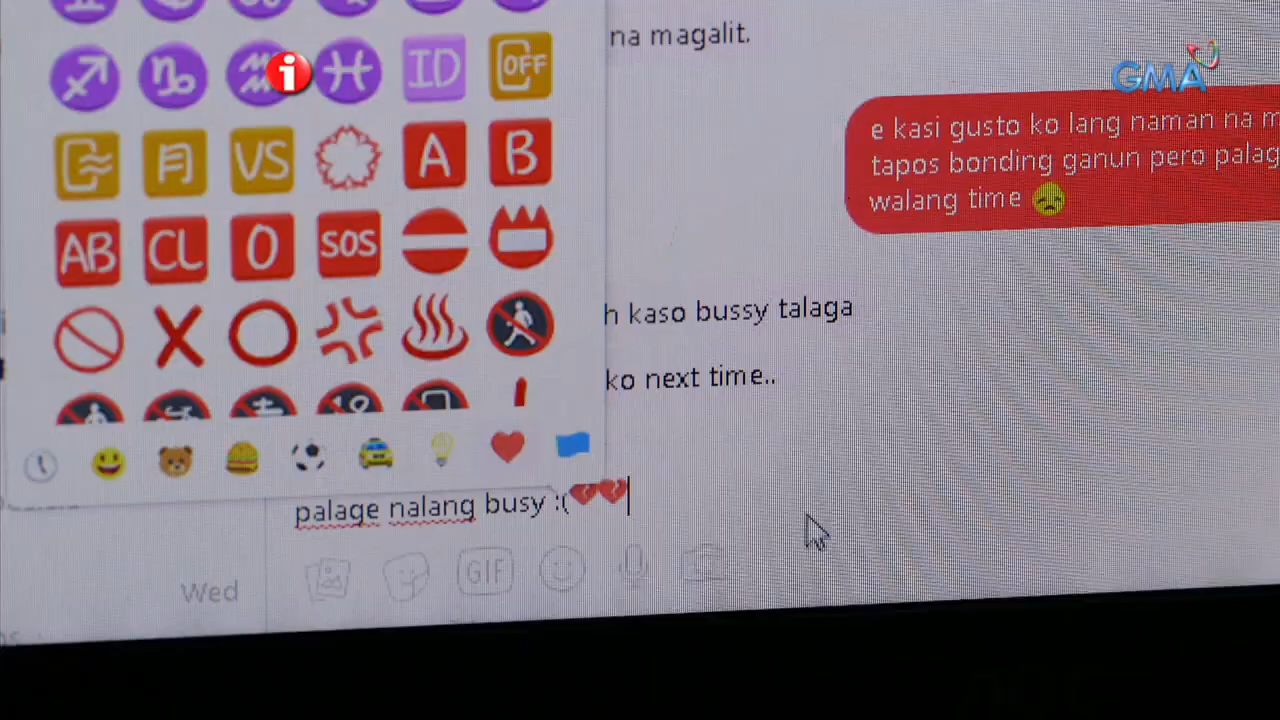 na magalit.
GMA
i
ID
OFF
e kasi gusto ko lang naman na m
tapos bonding ganun pero palag
walang time
月
VS
A
B
AB
CL
O
SOS
h kaso bussy talaga
ko next time..
palage nalang busy :(
GIF
Wed